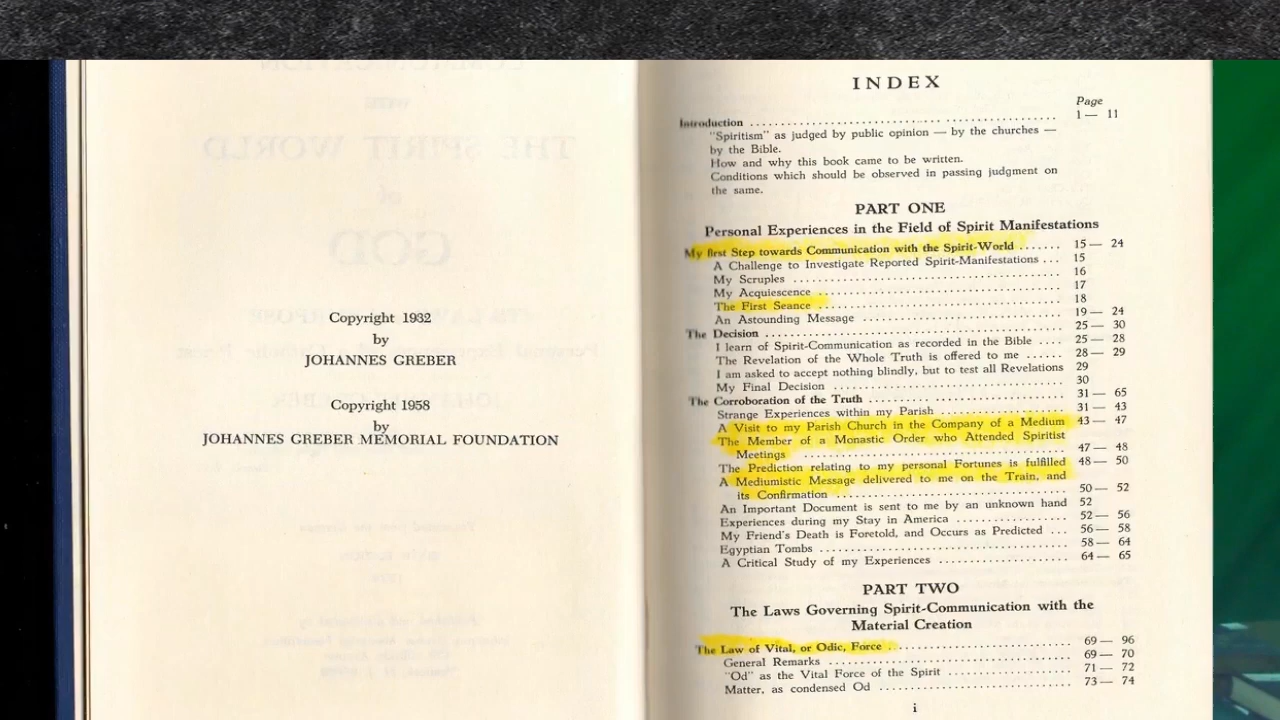 Copyright 1932
by
JOHANNES GREBER
Copyright 1958
by
JOHANNES GREBER MEMORIAL FOUNDATION
INDEX
Page
Introduction ........ 1 — 11
"Spiritism" as judged by public opinion — by the churches —
by the Bible.
How and why this book came to be written.
Conditions which should be observed in passing judgment on
the same.
PART ONE
Personal Experiences in the Field of Spirit Manifestations
My first Step towards Communication with the Spirit-World ....... 15 — 24
A Challenge to Investigate Reported Spirit-Manifestations ... 15
My Scruples ........ 16
My Acquiescence ........ 17
The First Seance ........ 18
An Astounding Message ........ 19 — 24
The Decision ........ 25 — 30
I learn of Spirit-Communication as recorded in the Bible .... 25 — 28
The Revelation of the Whole Truth is offered to me ...... 28 — 29
I am asked to accept nothing blindly, but to test all Revelations 29
My Final Decision ........ 30
The Corroboration of the Truth ........ 31 — 65
Strange Experiences within my Parish ........ 31 — 43
A Visit to my Parish Church in the Company of a Medium 43 — 47
The Member of a Monastic Order who Attended Spiritist
Meetings ........ 47 — 48
The Prediction relating to my personal Fortunes is fulfilled 48 — 50
A Mediumistic Message delivered to me on the Train, and
its Confirmation ........ 50 — 52
An Important Document is sent to me by an unknown hand 52
Experiences during my Stay in America ........ 52 — 56
My Friend's Death is Foretold, and Occurs as Predicted ... 56 — 58
Egyptian Tombs ........ 58 — 64
A Critical Study of my Experiences ........ 64 — 65
PART TWO
The Laws Governing Spirit-Communication with the
Material Creation
The Law of Vital, or Odic, Force ........ 69 — 96
General Remarks ........ 69 — 70
"Od" as the Vital Force of the Spirit ........ 71 — 72
Matter, as condensed Od ........ 73 — 74
i